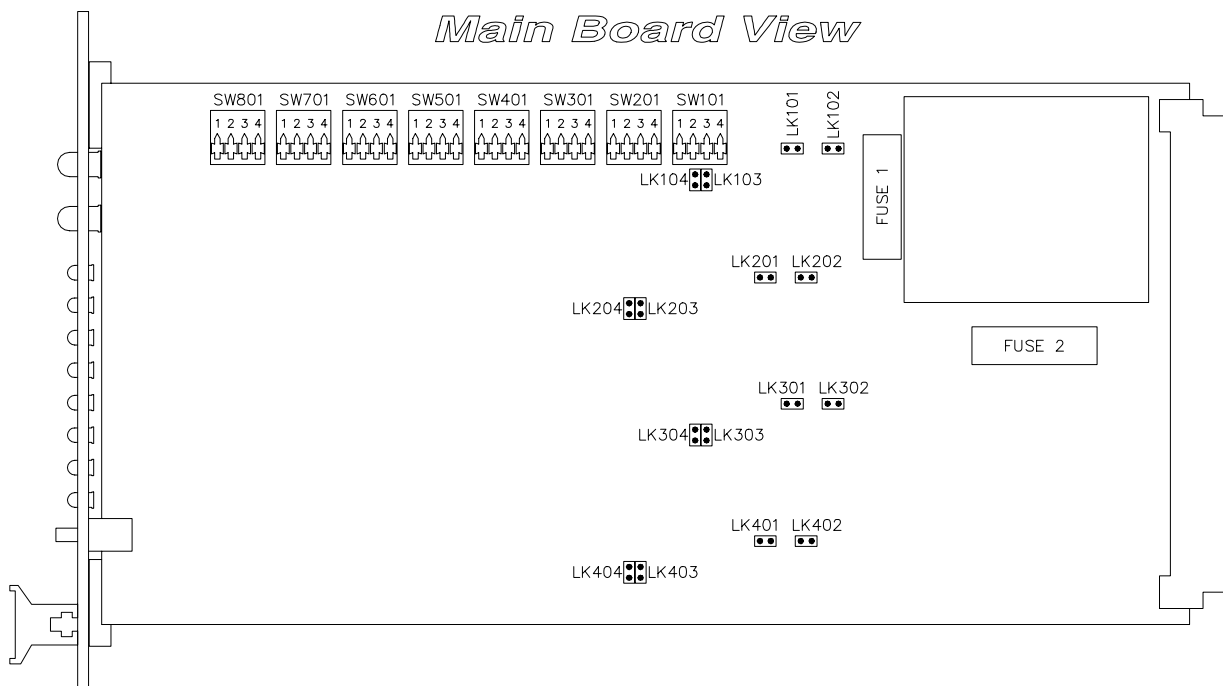 Main Board View
SW801 SW701 SW601 SW501 SW401 SW301 SW201 SW101 LK101 LK102
1 2 3 4 1 2 3 4 1 2 3 4 1 2 3 4 1 2 3 4 1 2 3 4 1 2 3 4 1 2 3 4
LK104 LK103
FUSE 1
LK201 LK202
LK204 LK203
FUSE 2
LK301 LK302
LK304 LK303
LK401 LK402
LK404 LK403